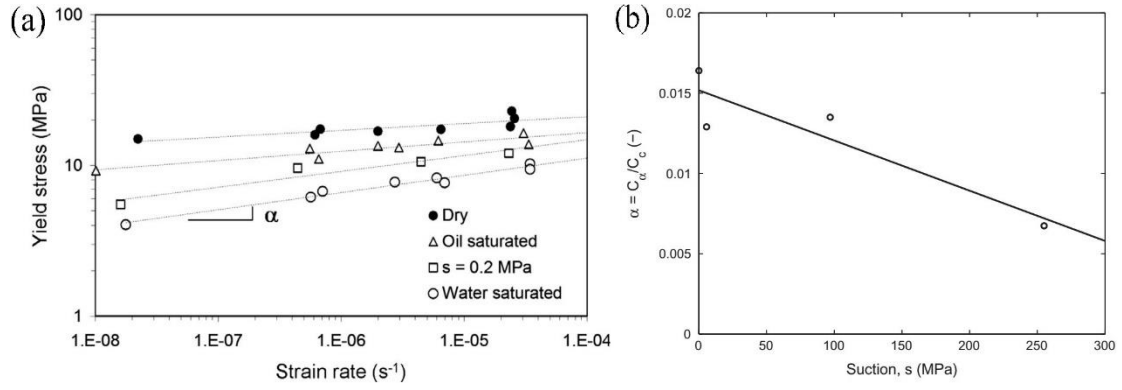 (a)
100
10
1
Yield stress (MPa)
1.E-08 1.E-07 1.E-06 1.E-05 1.E-04
Strain rate (s⁻¹)
α
Dry
Oil saturated
s = 0.2 MPa
Water saturated
(b)
0.02
0.015
0.01
0.005
0
α = Cα/Cc (−)
0 50 100 150 200 250 300
Suction, s (MPa)